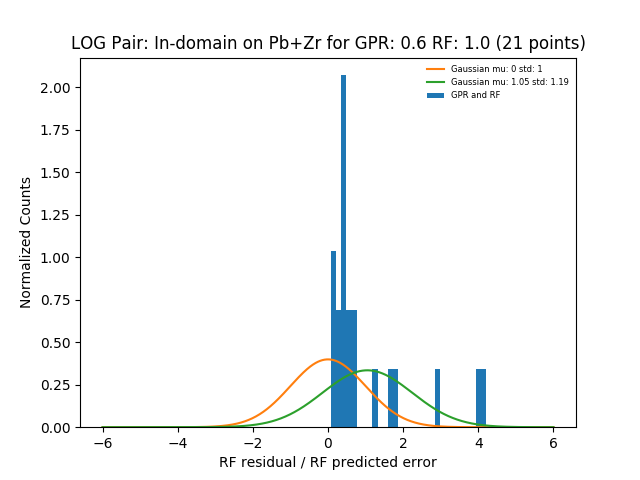 LOG Pair: In-domain on Pb+Zr for GPR: 0.6 RF: 1.0 (21 points)
Gaussian mu: 0 std: 1
Gaussian mu: 1.05 std: 1.19
GPR and RF
Normalized Counts
2.00
1.75
1.50
1.25
1.00
0.75
0.50
0.25
0.00
−6 −4 −2 0 2 4 6
RF residual / RF predicted error